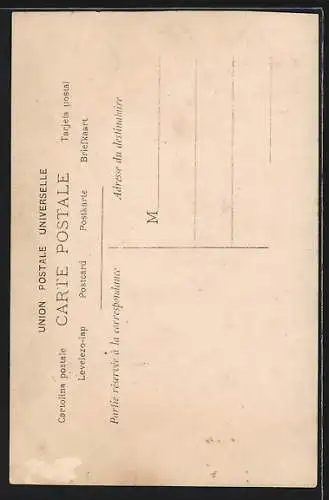 UNION POSTALE UNIVERSELLE
CARTE POSTALE
Cartolina postale Tarjeta postal
Levelezo-lap Postcard Postkarte Briefkaart
Partie réservée à la correspondance Adresse du destinataire
M